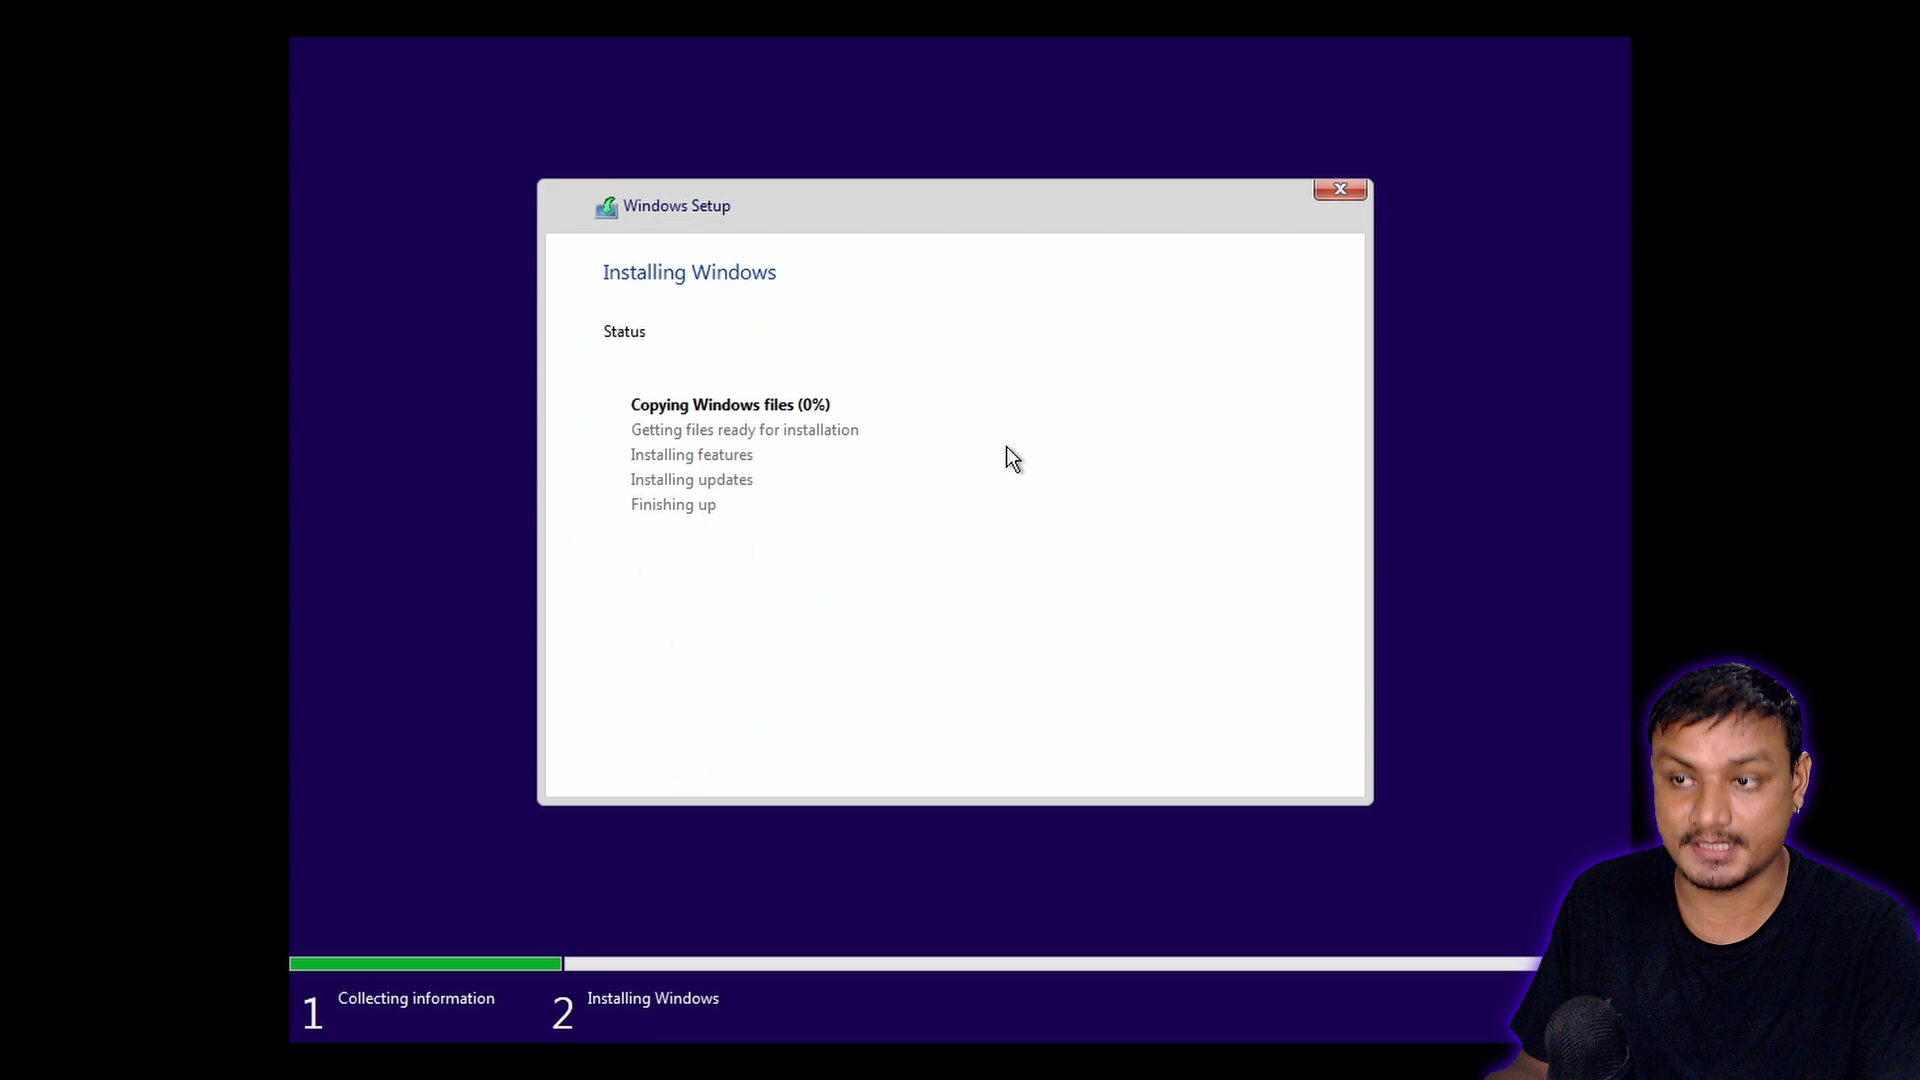 Windows Setup
Installing Windows
Status
Copying Windows files (0%)
Getting files ready for installation
Installing features
Installing updates
Finishing up
1 Collecting information
2 Installing Windows